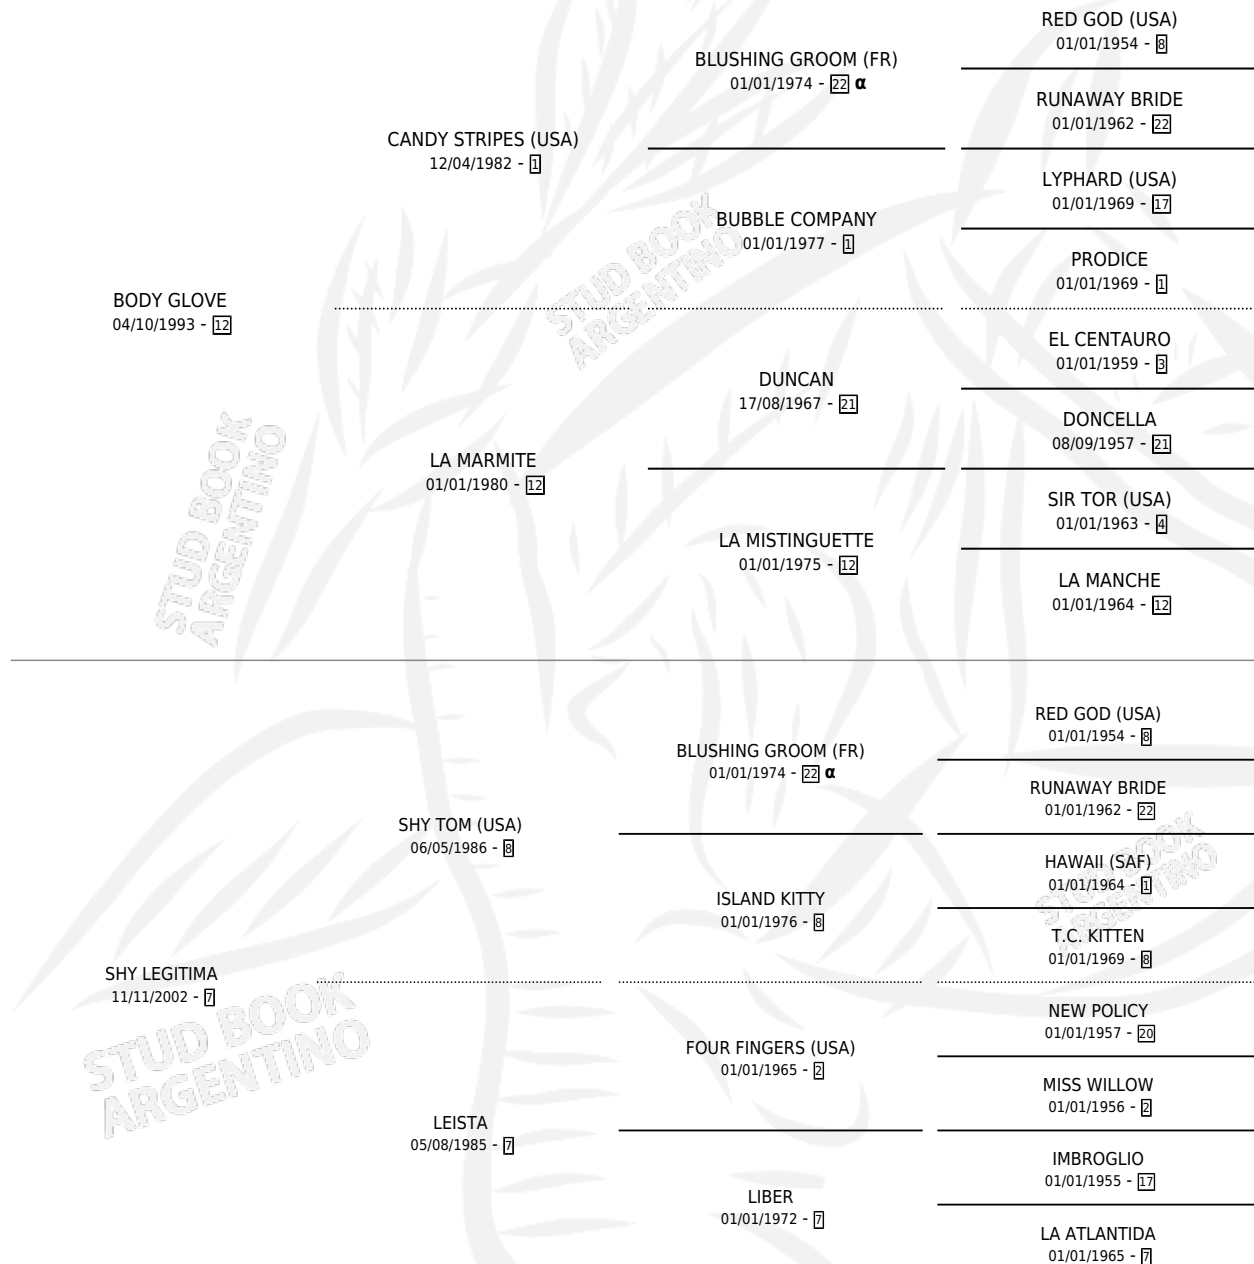 RED GOD (USA)
01/01/1954 - 8
BLUSHING GROOM (FR)
01/01/1974 - 22 α
RUNAWAY BRIDE
01/01/1962 - 22
CANDY STRIPES (USA)
12/04/1982 - 1
LYPHARD (USA)
01/01/1969 - 17
BUBBLE COMPANY
01/01/1977 - 1
PRODICE
01/01/1969 - 1
BODY GLOVE
04/10/1993 - 12
EL CENTAURO
01/01/1959 - 3
DUNCAN
17/08/1967 - 21
DONCELLA
08/09/1957 - 21
LA MARMITE
01/01/1980 - 12
SIR TOR (USA)
01/01/1963 - 4
LA MISTINGUETTE
01/01/1975 - 12
LA MANCHE
01/01/1964 - 12
STUD BOOK
ARGENTINO
STUD BOOK
ARGENTINO
RED GOD (USA)
01/01/1954 - 8
BLUSHING GROOM (FR)
01/01/1974 - 22 α
RUNAWAY BRIDE
01/01/1962 - 22
SHY TOM (USA)
06/05/1986 - 8
HAWAII (SAF)
01/01/1964 - 1
ISLAND KITTY
01/01/1976 - 8
T.C. KITTEN
01/01/1969 - 8
SHY LEGITIMA
11/11/2002 - 7
NEW POLICY
01/01/1957 - 20
FOUR FINGERS (USA)
01/01/1965 - 2
MISS WILLOW
01/01/1956 - 2
LEISTA
05/08/1985 - 7
IMBROGLIO
01/01/1955 - 17
LIBER
01/01/1972 - 7
LA ATLANTIDA
01/01/1965 - 7
STUD BOOK
ARGENTINO
STUD BOOK
ARGENTINO